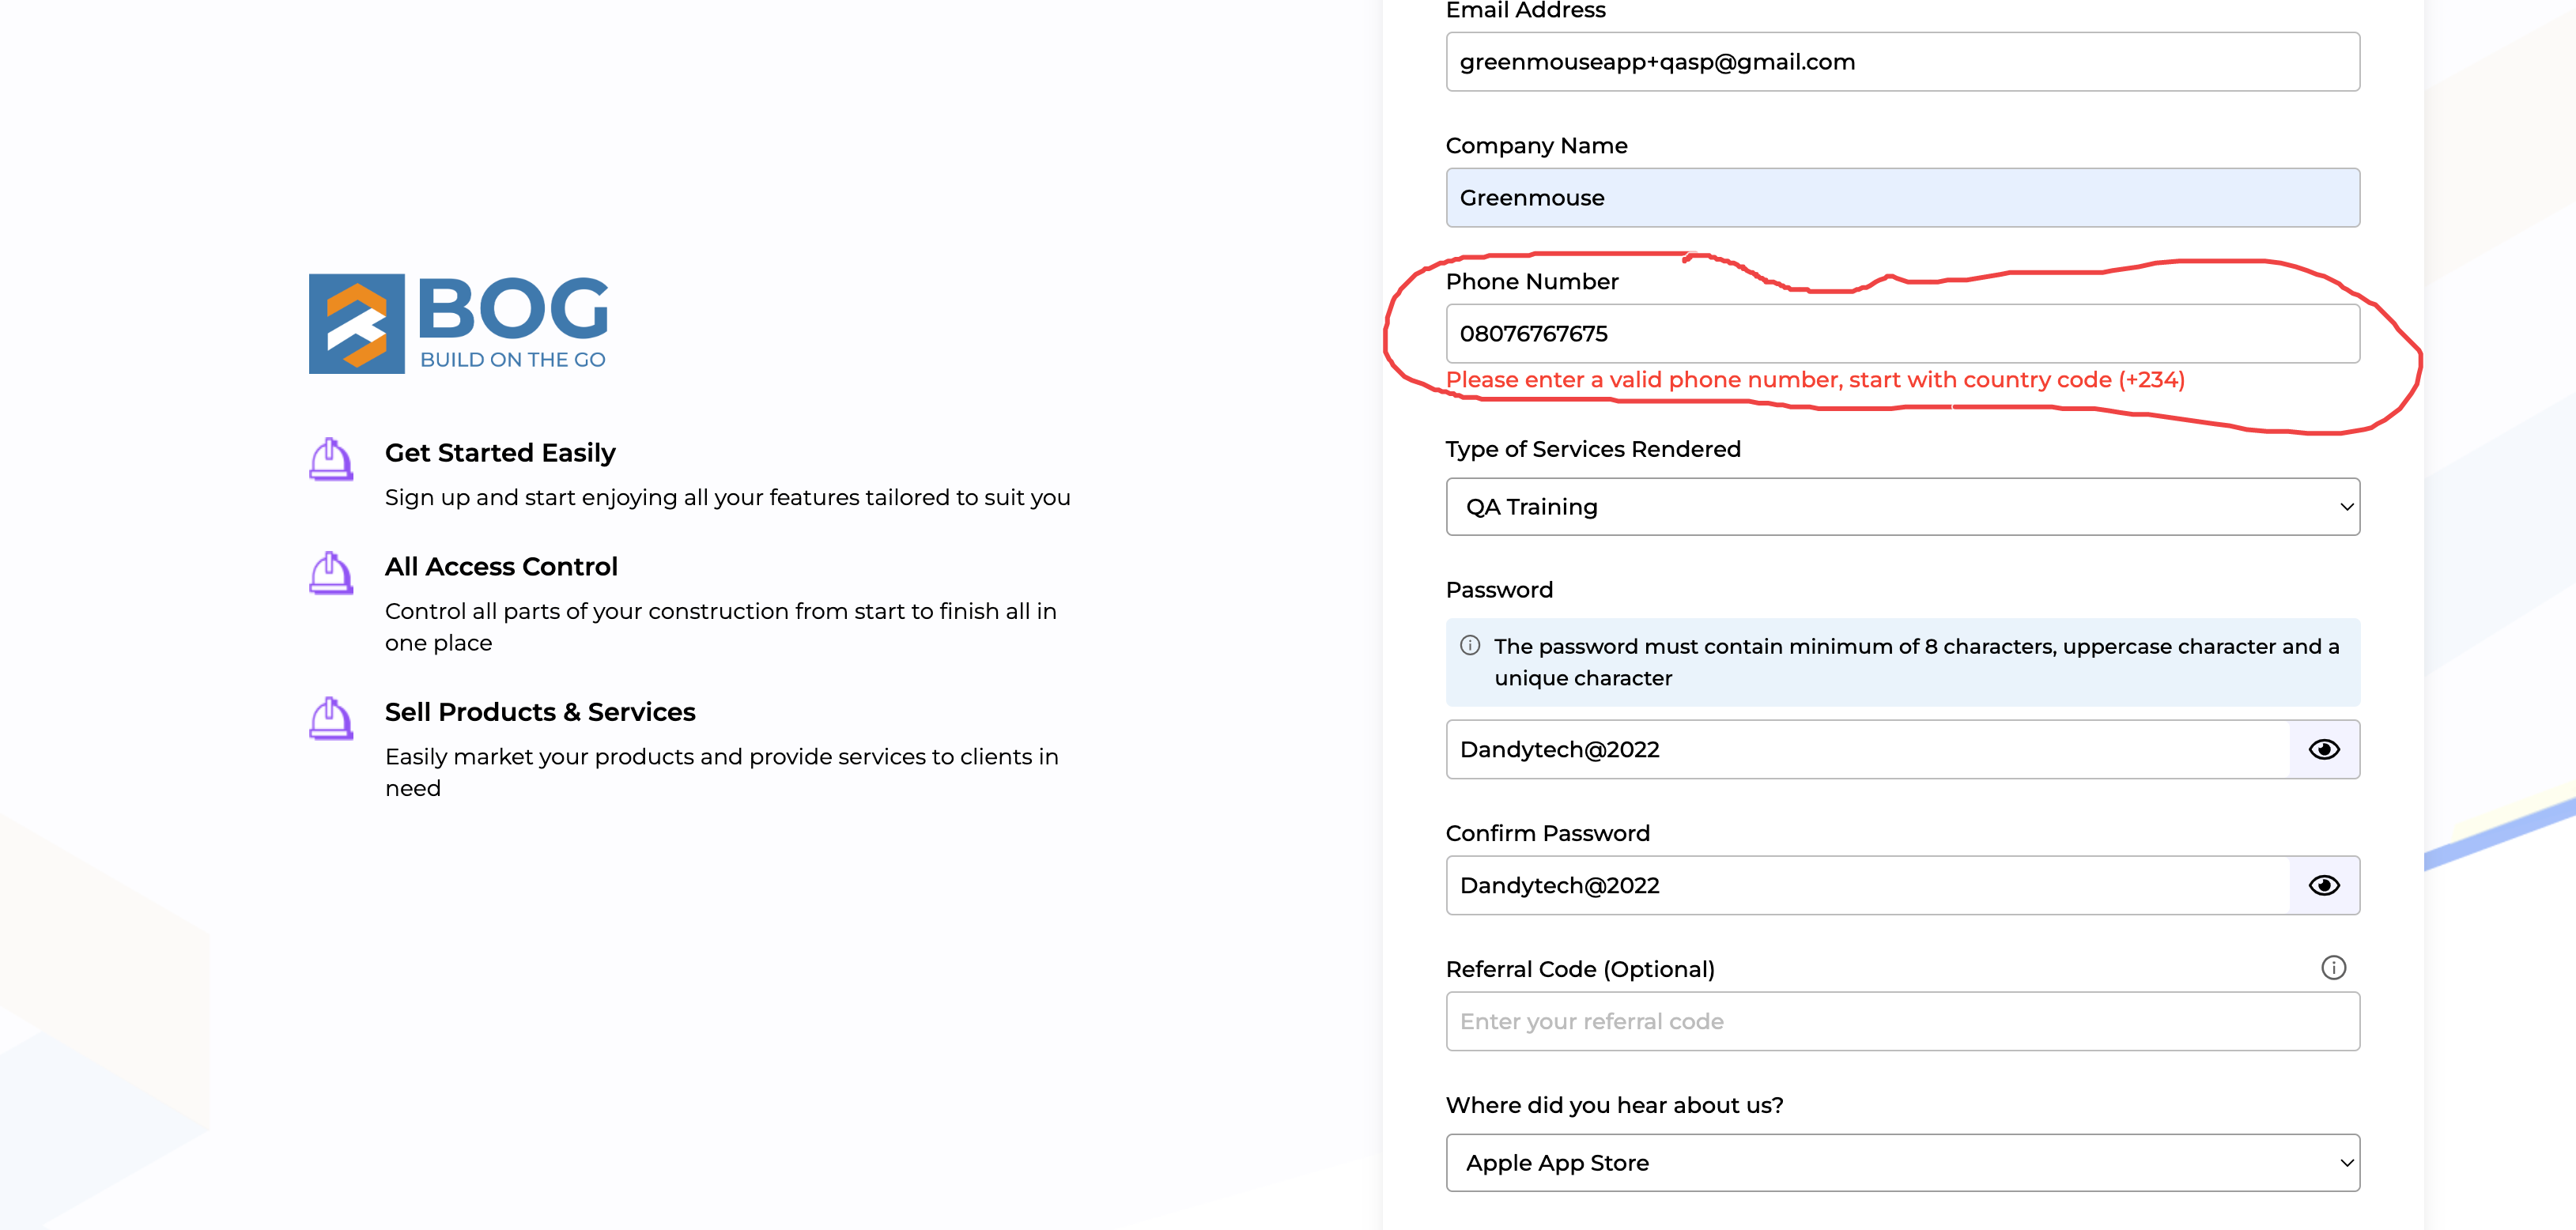 BOG
BUILD ON THE GO
Get Started Easily
Sign up and start enjoying all your features tailored to suit you
All Access Control
Control all parts of your construction from start to finish all in
one place
Sell Products & Services
Easily market your products and provide services to clients in
need
Email Address
greenmouseapp+qasp@gmail.com
Company Name
Greenmouse
Phone Number
08076767675
Please enter a valid phone number, start with country code (+234)
Type of Services Rendered
QA Training
Password
The password must contain minimum of 8 characters, uppercase character and a
unique character
Dandytech@2022
Confirm Password
Dandytech@2022
Referral Code (Optional)
Enter your referral code
Where did you hear about us?
Apple App Store